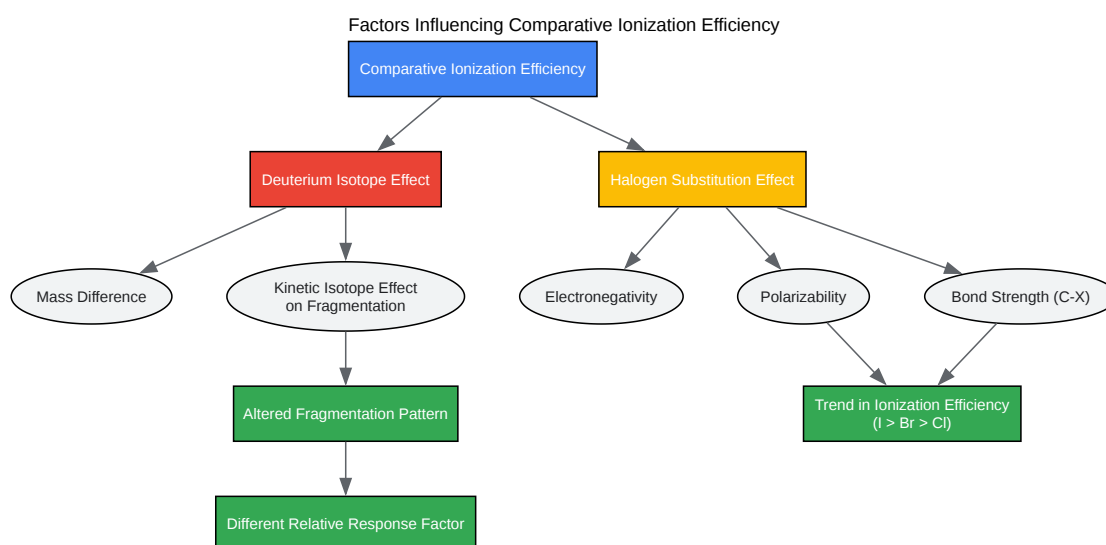 Factors Influencing Comparative Ionization Efficiency
Comparative Ionization Efficiency
Deuterium Isotope Effect
Halogen Substitution Effect
Mass Difference
Kinetic Isotope Effect
on Fragmentation
Electronegativity
Polarizability
Bond Strength (C-X)
Altered Fragmentation Pattern
Trend in Ionization Efficiency
(I > Br > Cl)
Different Relative Response Factor